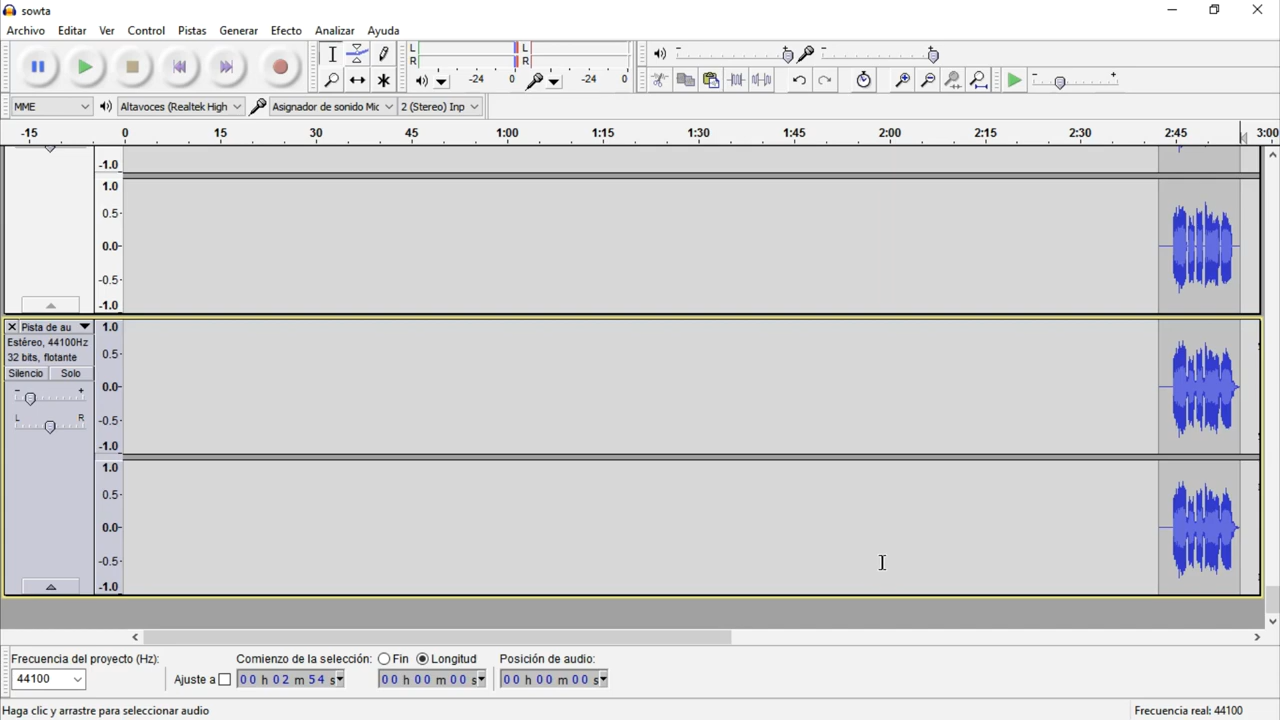 sowta
Archivo Editar Ver Control Pistas Generar Efecto Analizar Ayuda
L L
R R
-24 0 -24 0
MME Altavoces (Realtek High Asignador de sonido Mic 2 (Stereo) Inp
-15 0 15 30 45 1:00 1:15 1:30 1:45 2:00 2:15 2:30 2:45 3:00
-1.0
1.0
0.5
0.0
-0.5
-1.0
Pista de au 1.0
Estéreo, 44100Hz
32 bits, flotante 0.5
Silencio Solo
- + 0.0
L R -0.5
-1.0
1.0
0.5
0.0
-0.5
-1.0
Frecuencia del proyecto (Hz): Comienzo de la selección: Fin Longitud Posición de audio:
44100 Ajuste a 00 h 02 m 54 s 00 h 00 m 00 s 00 h 00 m 00 s
Haga clic y arrastre para seleccionar audio Frecuencia real: 44100